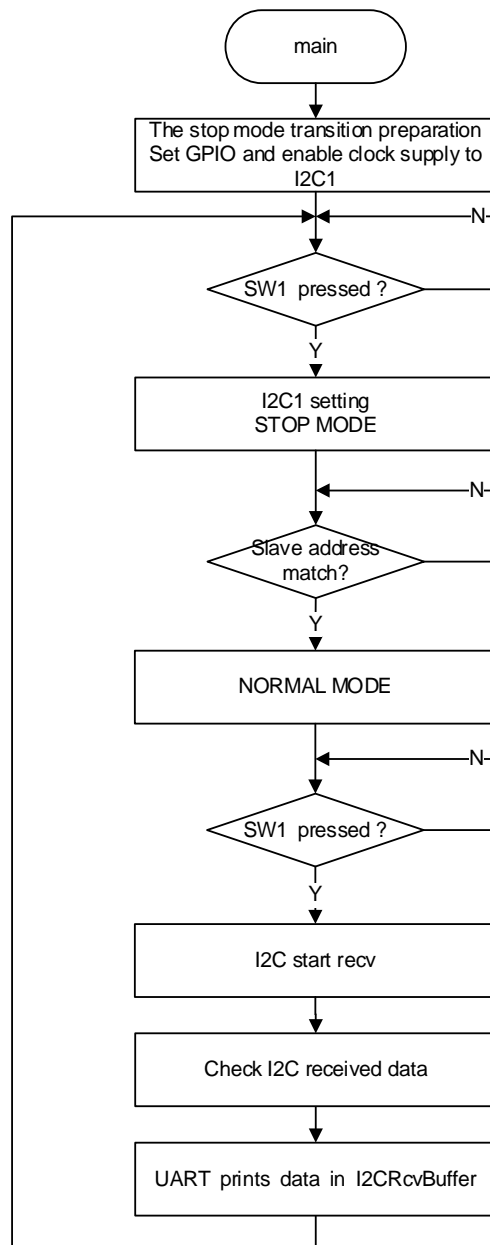 main
The stop mode transition preparation
Set GPIO and enable clock supply to
I2C1
N
SW1 pressed ?
Y
I2C1 setting
STOP MODE
N
Slave address
match?
Y
NORMAL MODE
N
SW1 pressed ?
Y
I2C start recv
Check I2C received data
UART prints data in I2CRcvBuffer